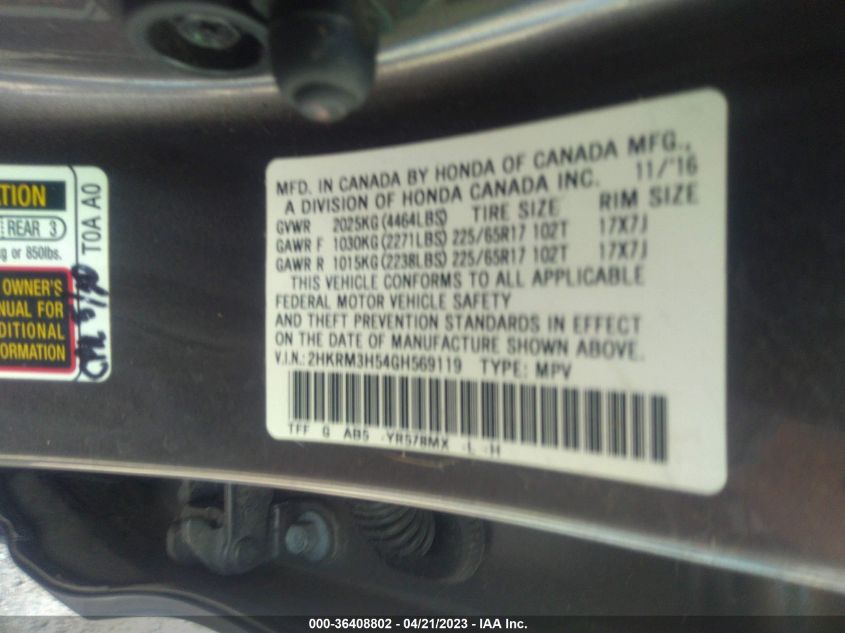 TION
REAR 3
g or 850lbs.
OWNER'S
NUAL FOR
DITIONAL
FORMATION
T0A A0
MFD. IN CANADA BY HONDA OF CANADA MFG.,
A DIVISION OF HONDA CANADA INC. 11/'16
GVWR 2025KG(4464LBS) TIRE SIZE RIM SIZE
GAWR F 1030KG(2271LBS) 225/65R17 102T 17X7J
GAWR R 1015KG(2238LBS) 225/65R17 102T 17X7J
THIS VEHICLE CONFORMS TO ALL APPLICABLE
FEDERAL MOTOR VEHICLE SAFETY
AND THEFT PREVENTION STANDARDS IN EFFECT
ON THE DATE OF MANUFACTURE SHOWN ABOVE.
V.I.N.: 2HKRM3H54GH569119 TYPE: MPV
TFF G AB5 -YR578MX -L -H
000-36408802 - 04/21/2023 - IAA Inc.